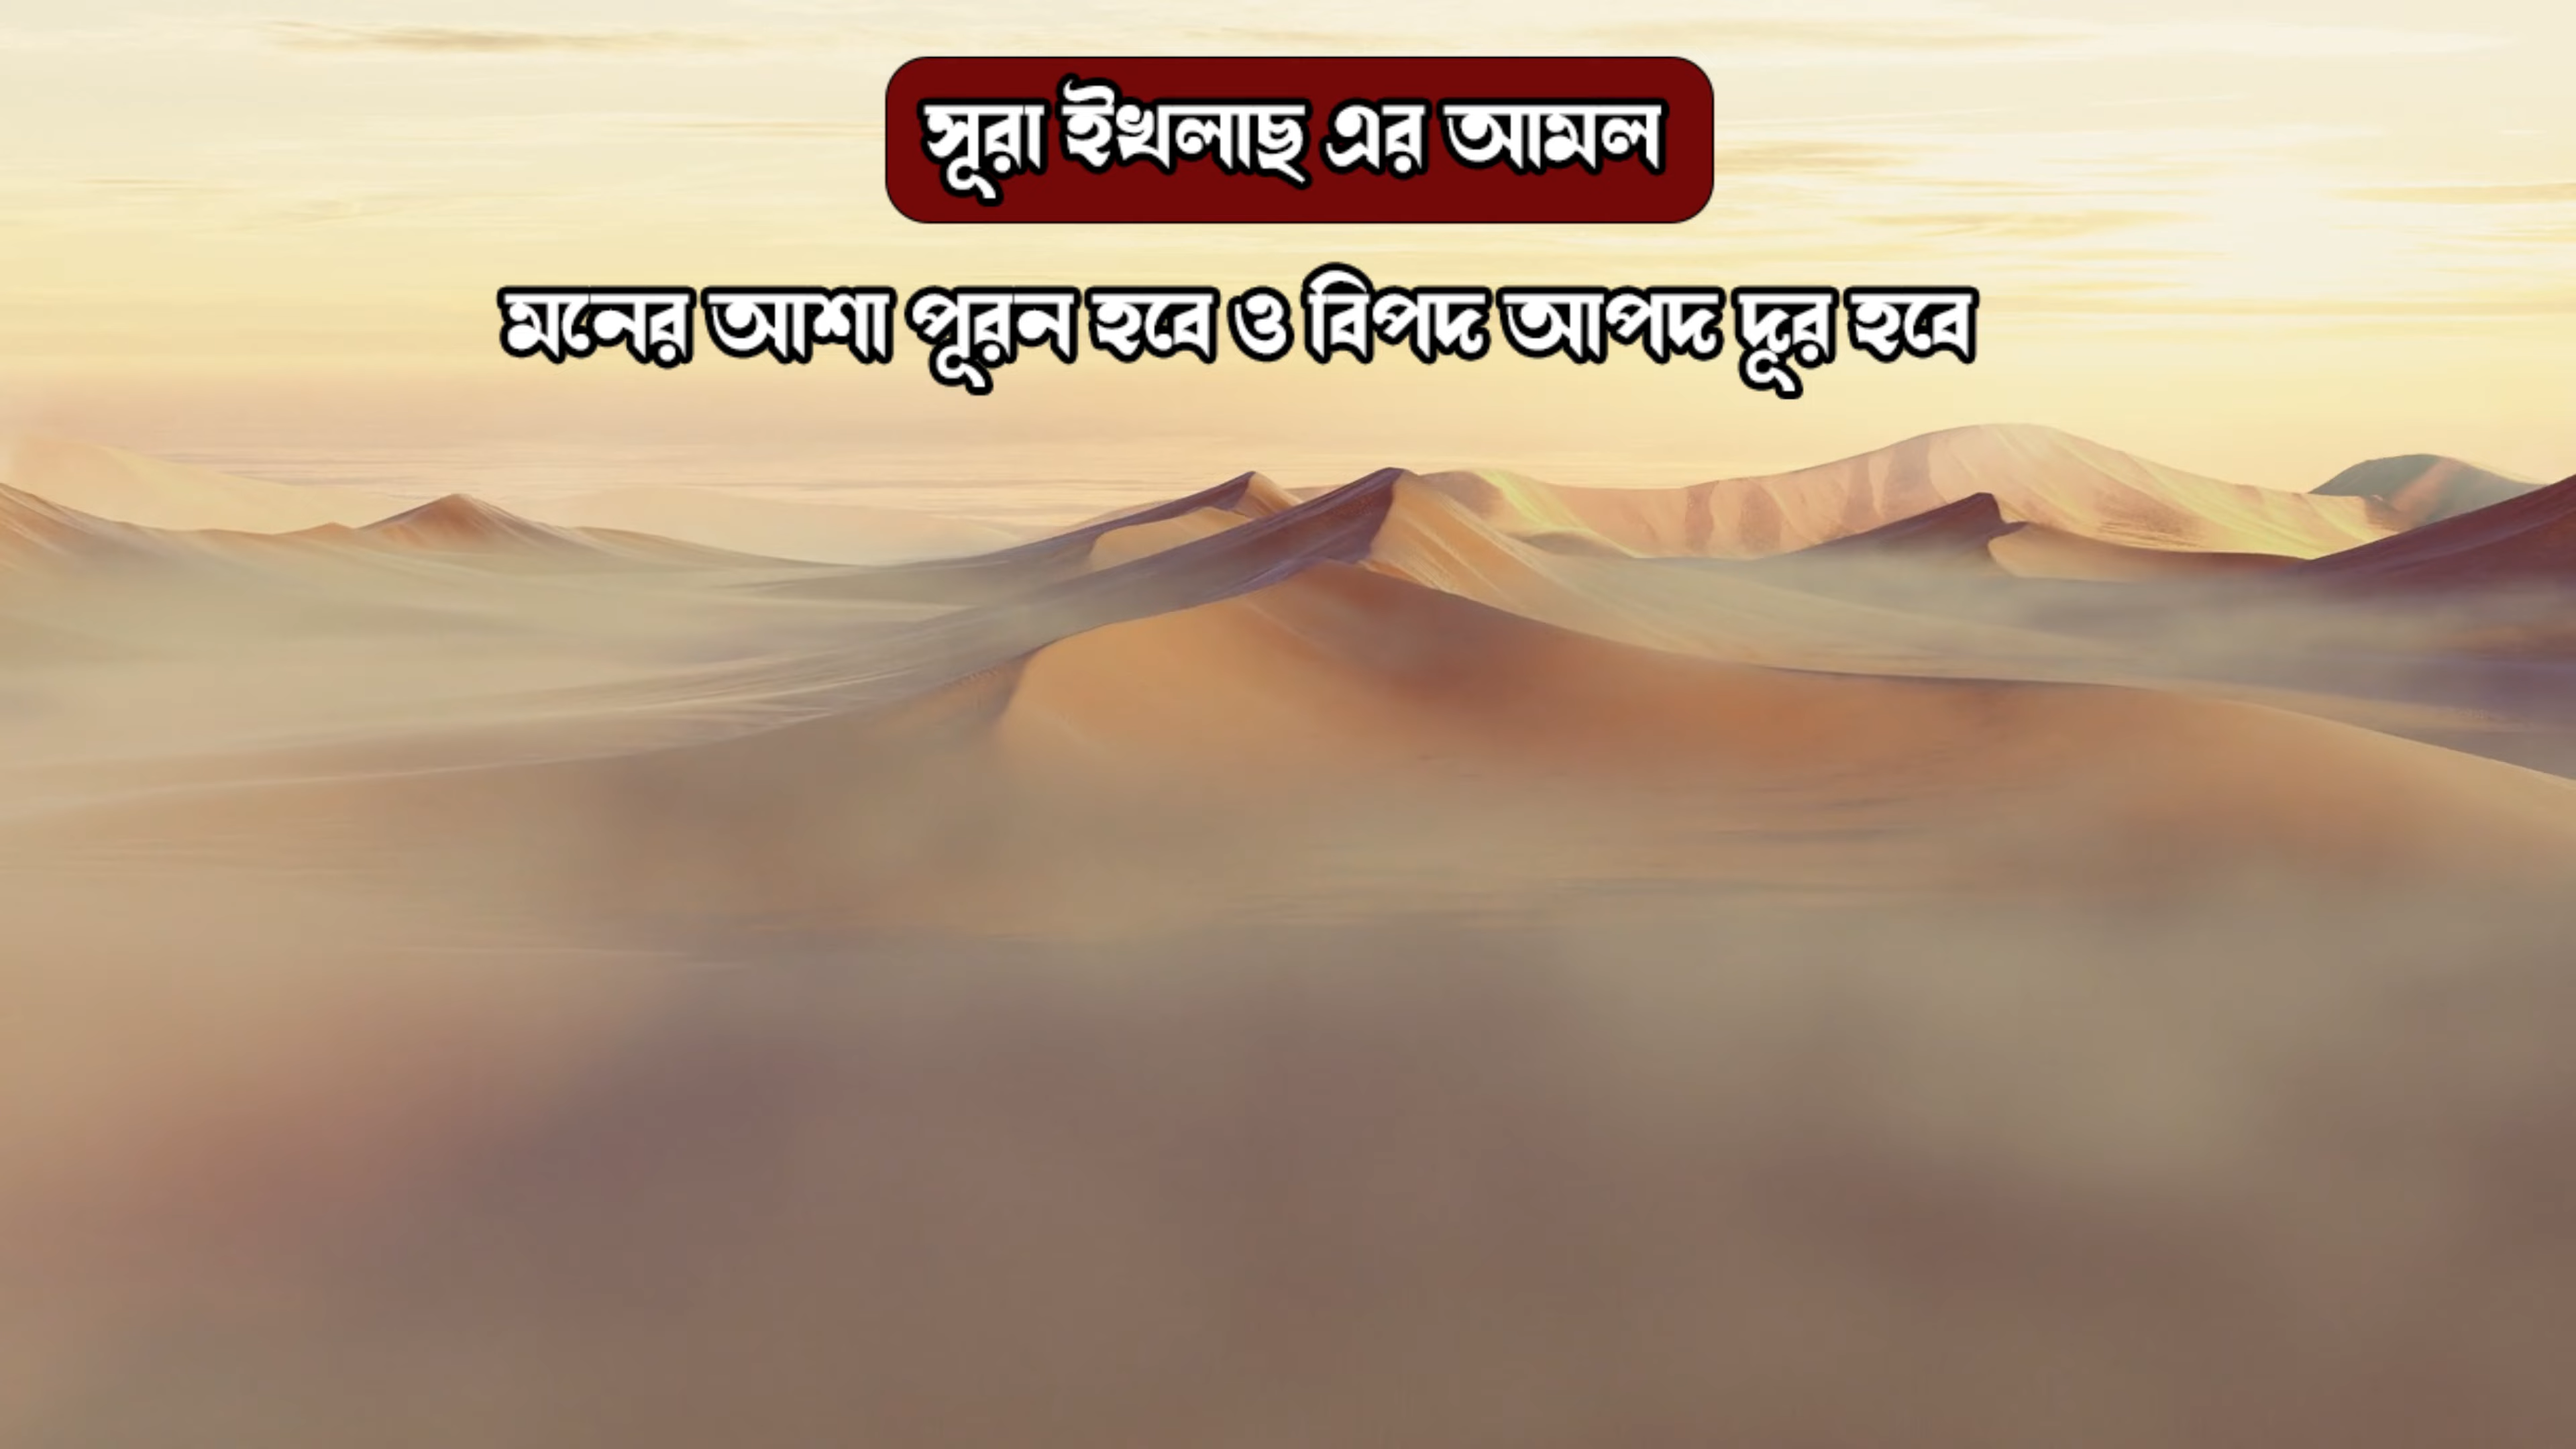 সূরা ইখলাছ এর আমল
মনের আশা পূরন হবে ও বিপদ আপদ দূর হবে